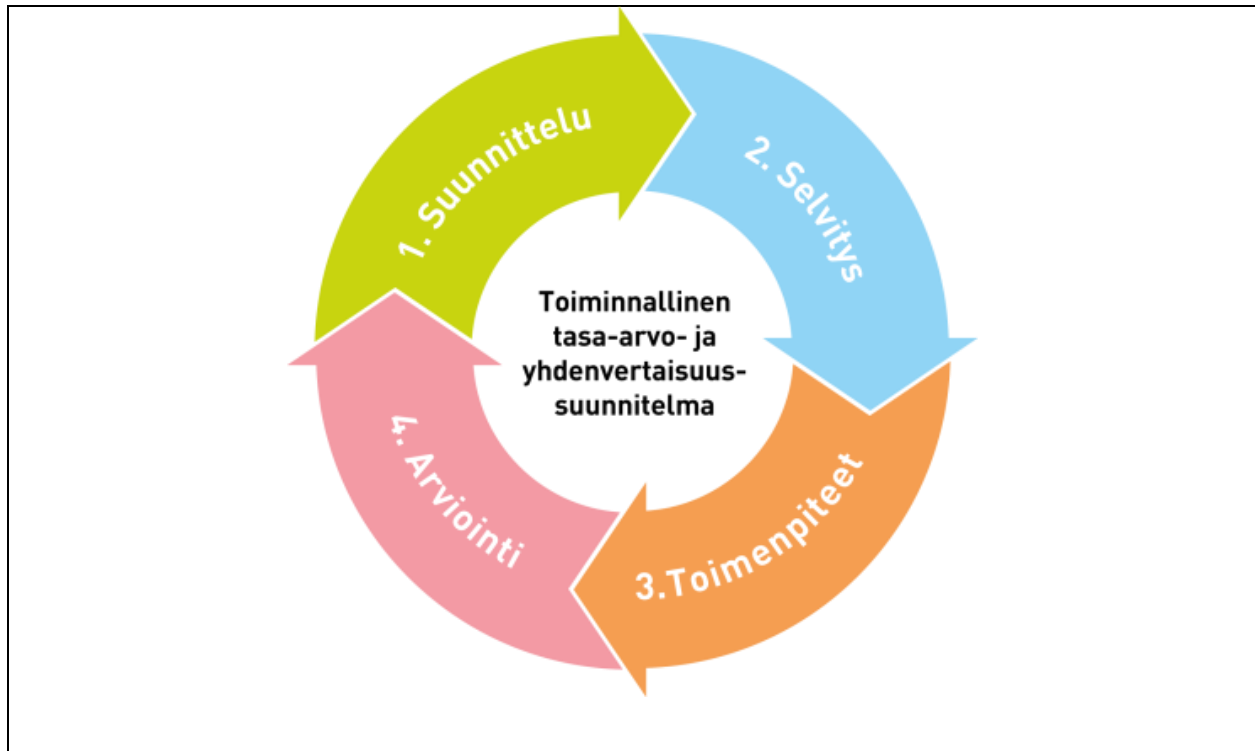 1. Suunnittelu
2. Selvitys
3.Toimenpiteet
4. Arviointi
Toiminnallinen
tasa-arvo- ja
yhdenvertaisuus-
suunnitelma